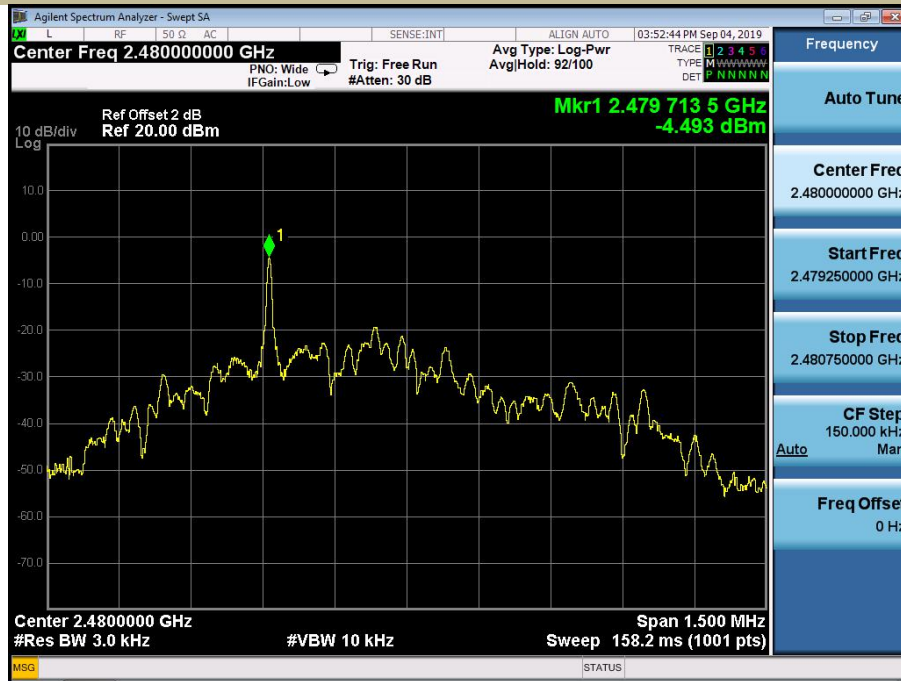 Agilent Spectrum Analyzer - Swept SA
LXI L RF 50 Ω AC SENSE:INT ALIGN AUTO 03:52:44 PM Sep 04, 2019
Center Freq 2.480000000 GHz
PNO: Wide
IFGain:Low
Trig: Free Run
#Atten: 30 dB
Avg Type: Log-Pwr
Avg|Hold: 92/100
TRACE 1 2 3 4 5 6
TYPE M WWWWW
DET P N N N N N
Frequency
Mkr1 2.479 713 5 GHz
-4.493 dBm
Ref Offset 2 dB
10 dB/div Ref 20.00 dBm
Log
10.0
0.00
-10.0
-20.0
-30.0
-40.0
-50.0
-60.0
-70.0
1
Center 2.4800000 GHz Span 1.500 MHz
#Res BW 3.0 kHz #VBW 10 kHz Sweep 158.2 ms (1001 pts)
MSG STATUS
Auto Tune
Center Freq
2.480000000 GHz
Start Freq
2.479250000 GHz
Stop Freq
2.480750000 GHz
CF Step
150.000 kHz
Auto Man
Freq Offset
0 Hz